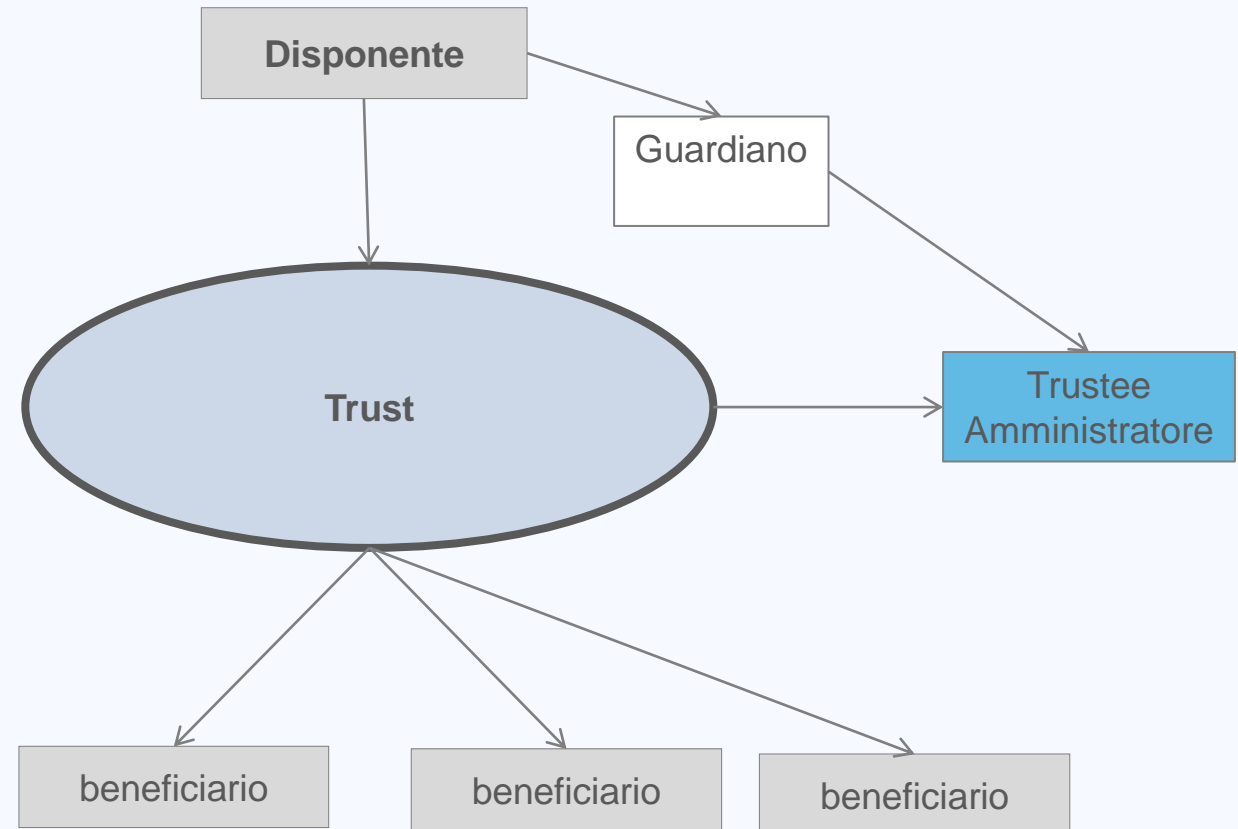 Disponente
Guardiano
Trust
Trustee
Amministratore
beneficiario
beneficiario
beneficiario